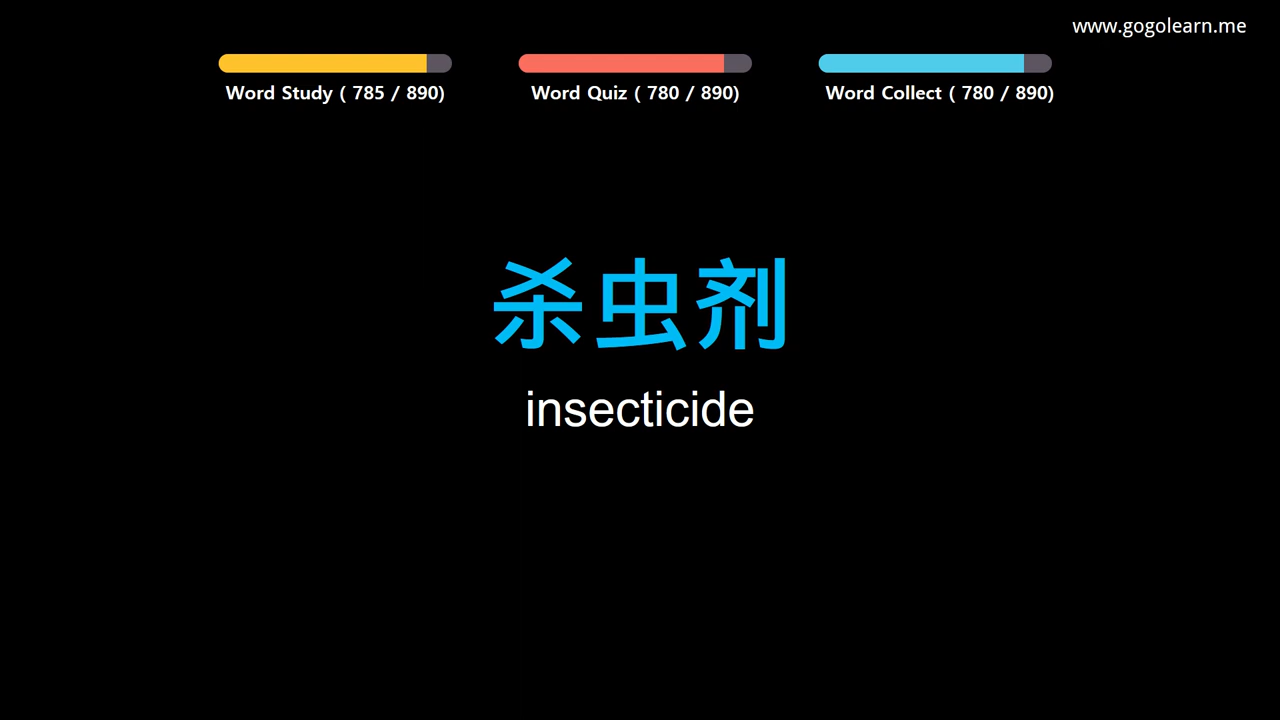 www.gogolearn.me
Word Study ( 785 / 890)
Word Quiz ( 780 / 890)
Word Collect ( 780 / 890)
杀虫剂
insecticide